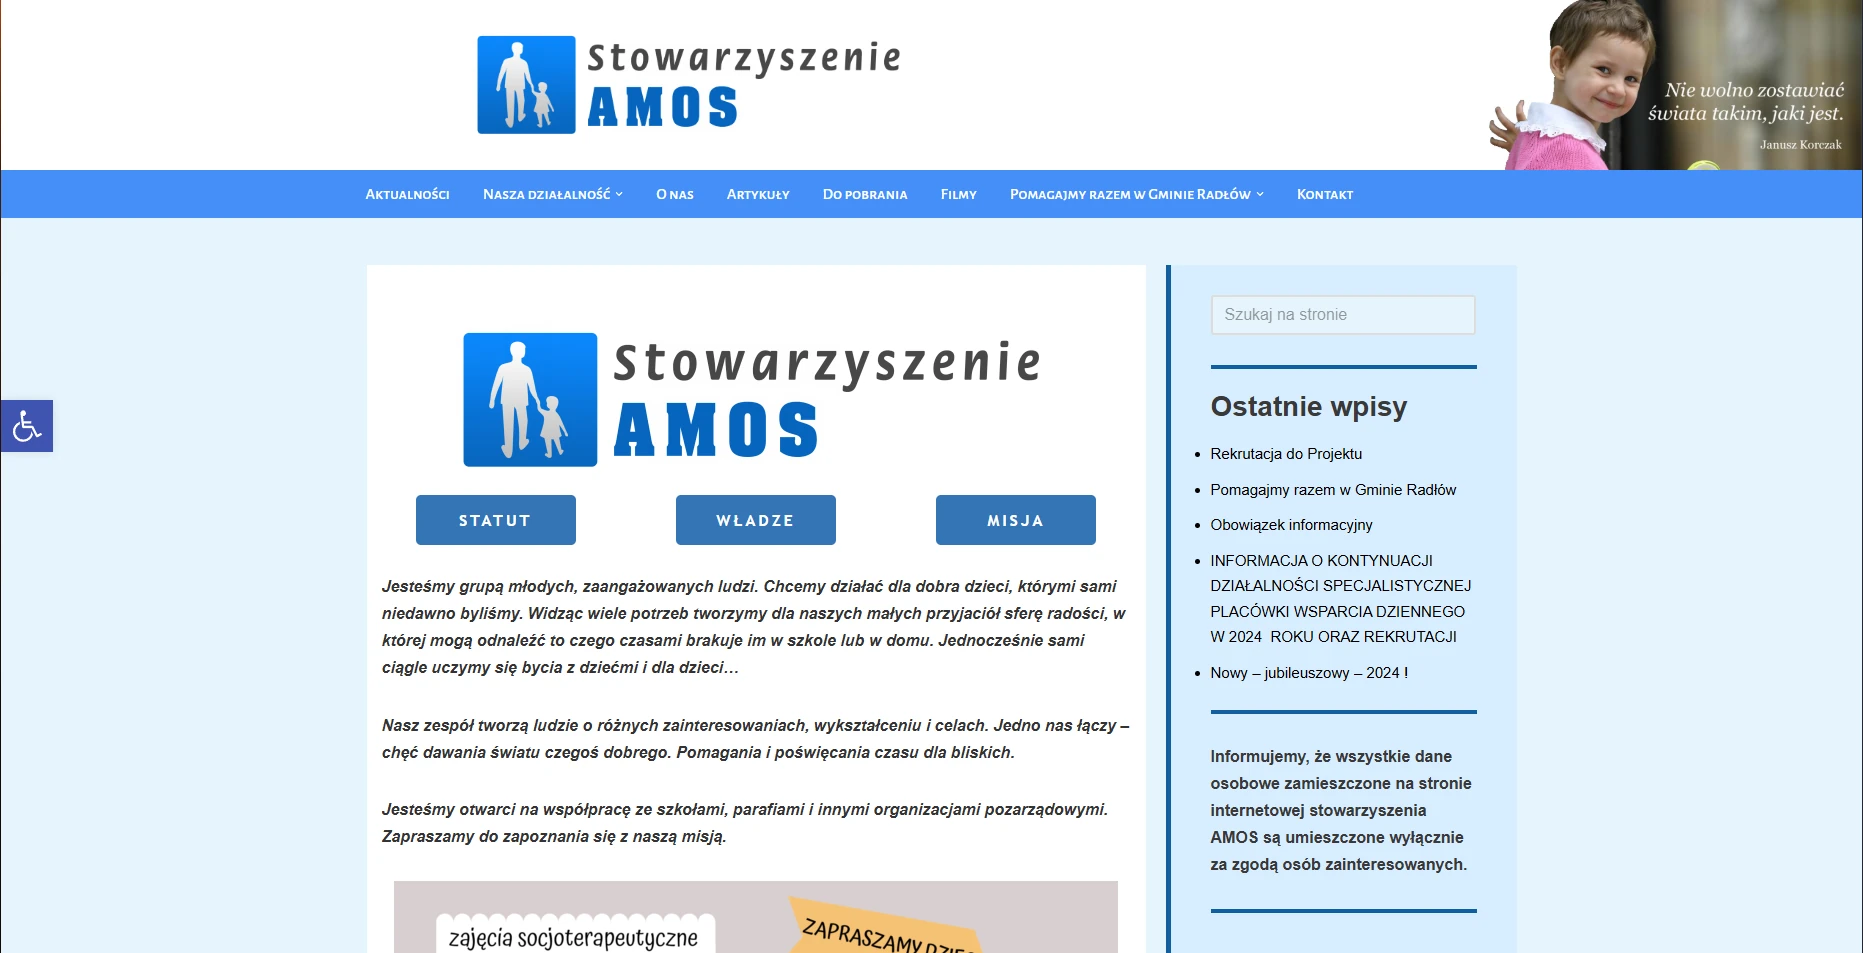 Stowarzyszenie
AMOS
Nie wolno zostawiać
świata takim, jaki jest.
Janusz Korczak
Aktualności Nasza działalność O nas Artykuły Do pobrania Filmy Pomagajmy razem w Gminie Radłów Kontakt
Stowarzyszenie
AMOS
STATUT WŁADZE MISJA
Jesteśmy grupą młodych, zaangażowanych ludzi. Chcemy działać dla dobra dzieci, którymi sami
niedawno byliśmy. Widząc wiele potrzeb tworzymy dla naszych małych przyjaciół sferę radości, w
której mogą odnaleźć to czego czasami brakuje im w szkole lub w domu. Jednocześnie sami
ciągle uczymy się bycia z dziećmi i dla dzieci…
Nasz zespół tworzą ludzie o różnych zainteresowaniach, wykształceniu i celach. Jedno nas łączy –
chęć dawania światu czegoś dobrego. Pomagania i poświęcania czasu dla bliskich.
Jesteśmy otwarci na współpracę ze szkołami, parafiami i innymi organizacjami pozarządowymi.
Zapraszamy do zapoznania się z naszą misją.
zajęcia socjoterapeutyczne
ZAPRASZAMY
Szukaj na stronie
Ostatnie wpisy
Rekrutacja do Projektu
Pomagajmy razem w Gminie Radłów
Obowiązek informacyjny
INFORMACJA O KONTYNUACJI
DZIAŁALNOŚCI SPECJALISTYCZNEJ
PLACÓWKI WSPARCIA DZIENNEGO
W 2024 ROKU ORAZ REKRUTACJI
Nowy – jubileuszowy – 2024 !
Informujemy, że wszystkie dane
osobowe zamieszczone na stronie
internetowej stowarzyszenia
AMOS są umieszczone wyłącznie
za zgodą osób zainteresowanych.